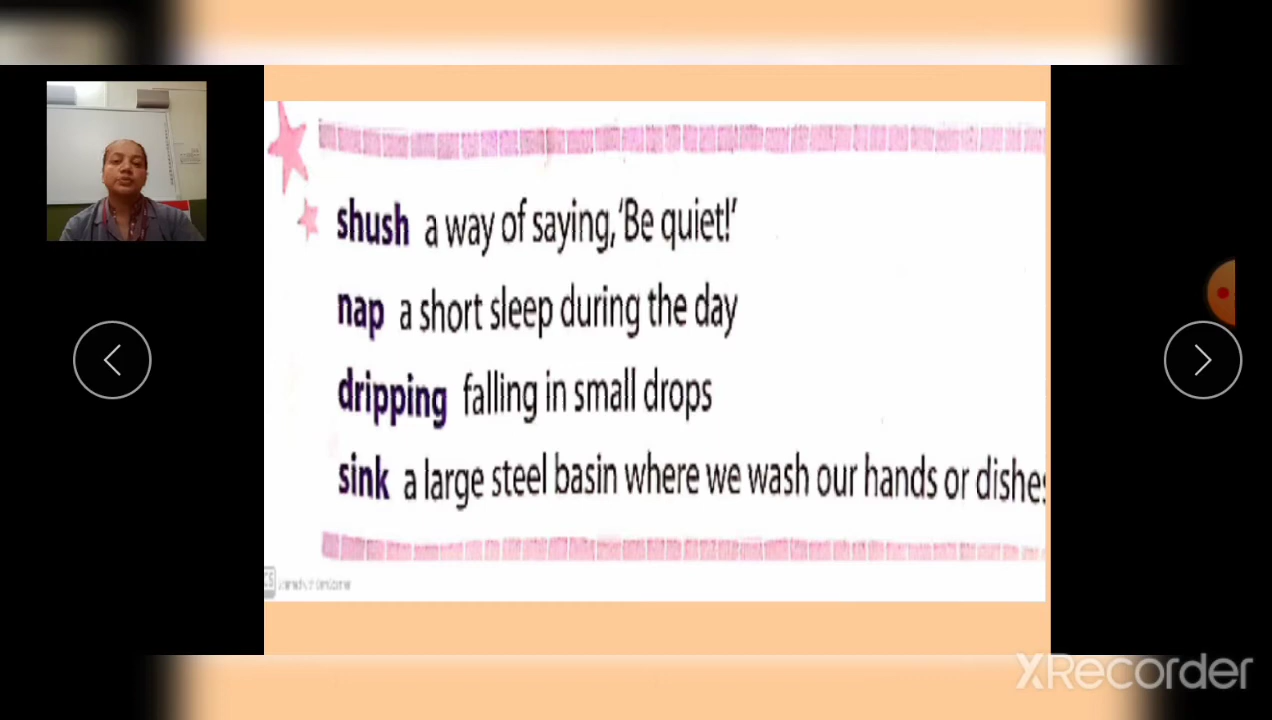 shush a way of saying, 'Be quiet!'
nap a short sleep during the day
dripping falling in small drops
sink a large steel basin where we wash our hands or dishes
XRecorder